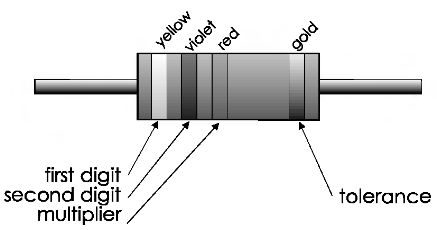 yellow
violet
red
gold
first digit
second digit
multiplier
tolerance